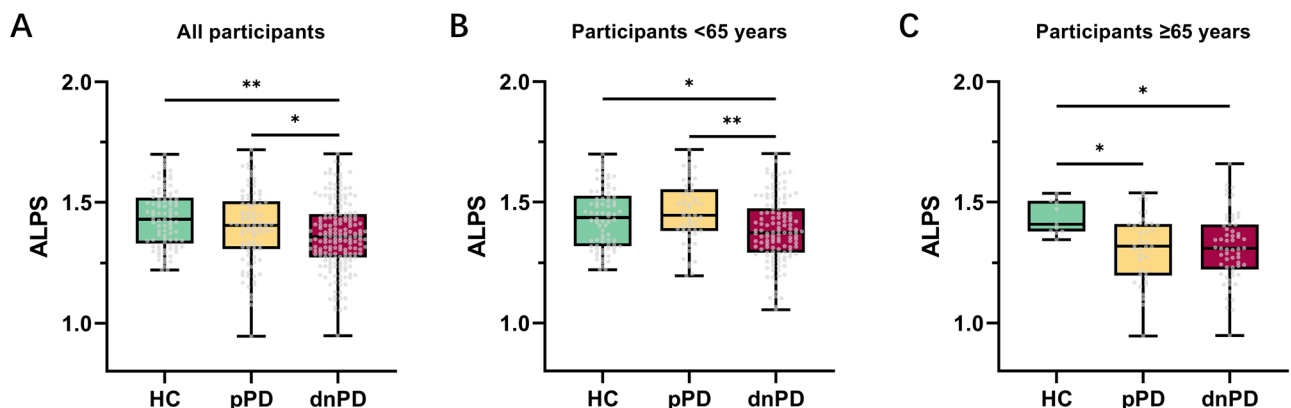 A
All participants
ALPS
2.0
1.5
1.0
**
*
HC
pPD
dnPD
B
Participants <65 years
ALPS
2.0
1.5
1.0
*
**
HC
pPD
dnPD
C
Participants ≥65 years
ALPS
2.0
1.5
1.0
*
*
HC
pPD
dnPD